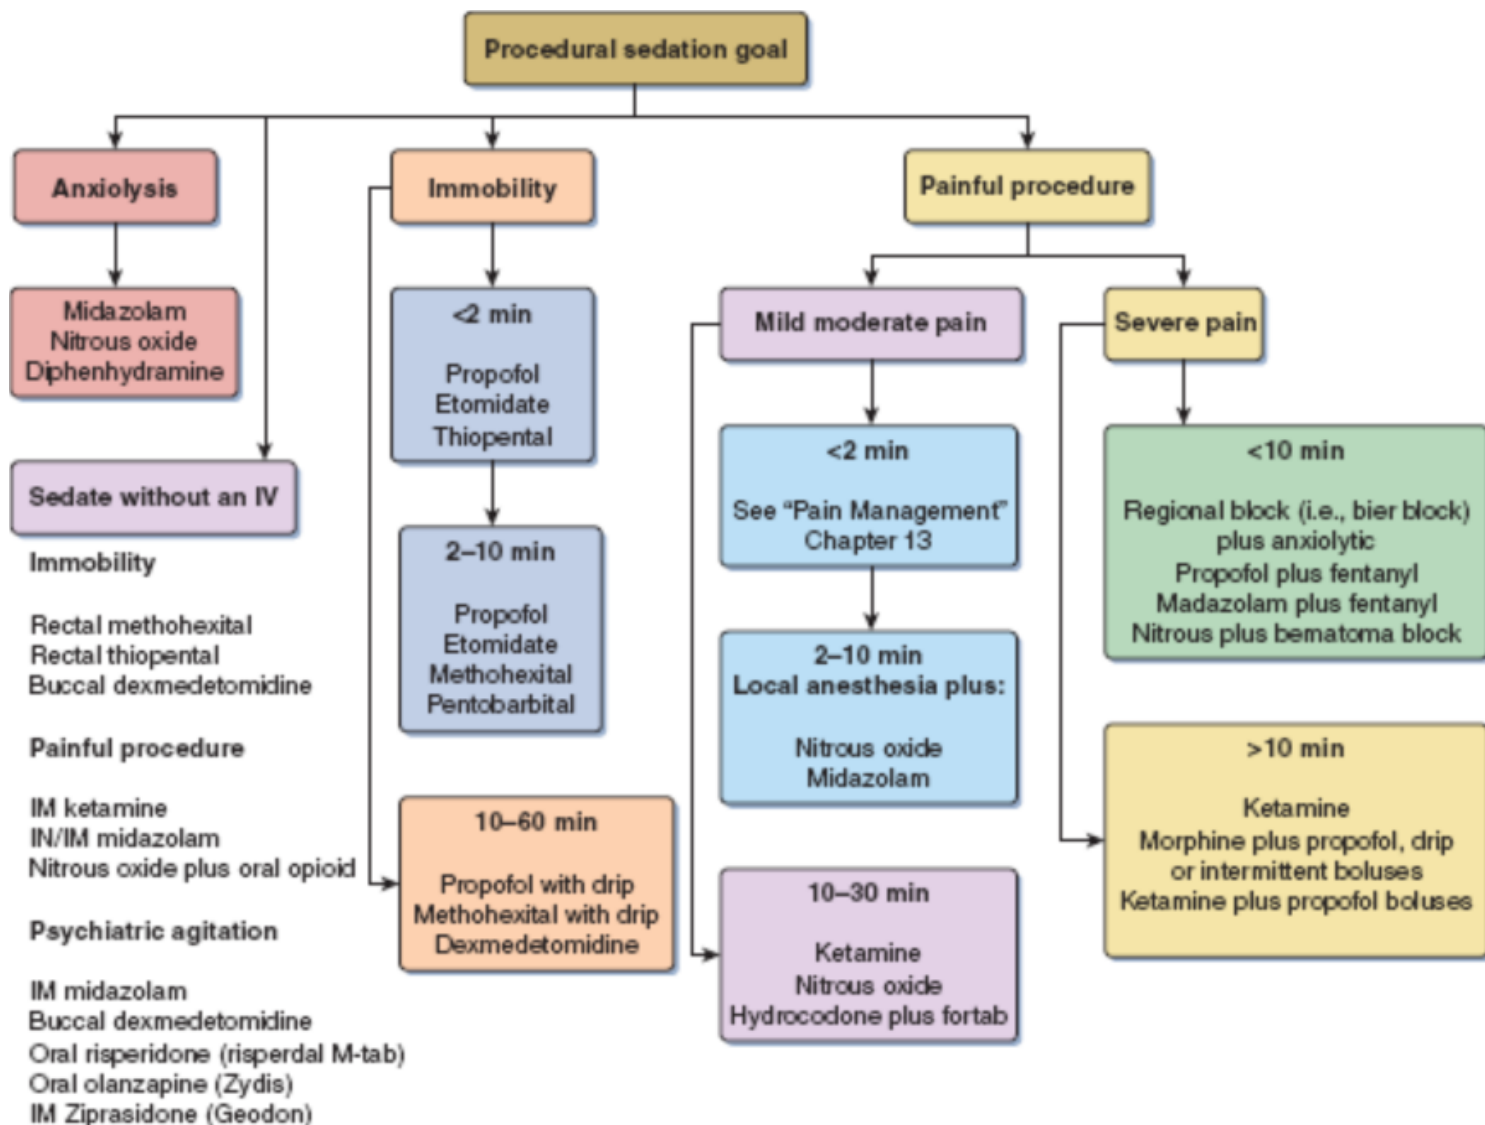 Procedural sedation goal
Anxiolysis
Midazolam
Nitrous oxide
Diphenhydramine
Sedate without an IV
Immobility
Rectal methohexital
Rectal thiopental
Buccal dexmedetomidine
Painful procedure
IM ketamine
IN/IM midazolam
Nitrous oxide plus oral opioid
Psychiatric agitation
IM midazolam
Buccal dexmedetomidine
Oral risperidone (risperdal M-tab)
Oral olanzapine (Zydis)
IM Ziprasidone (Geodon)
Immobility
<2 min
Propofol
Etomidate
Thiopental
2–10 min
Propofol
Etomidate
Methohexital
Pentobarbital
10–60 min
Propofol with drip
Methohexital with drip
Dexmedetomidine
Painful procedure
Mild moderate pain
<2 min
See “Pain Management”
Chapter 13
2–10 min
Local anesthesia plus:
Nitrous oxide
Midazolam
10–30 min
Ketamine
Nitrous oxide
Hydrocodone plus fortab
Severe pain
<10 min
Regional block (i.e., bier block)
plus anxiolytic
Propofol plus fentanyl
Madazolam plus fentanyl
Nitrous plus bematoma block
>10 min
Ketamine
Morphine plus propofol, drip
or intermittent boluses
Ketamine plus propofol boluses